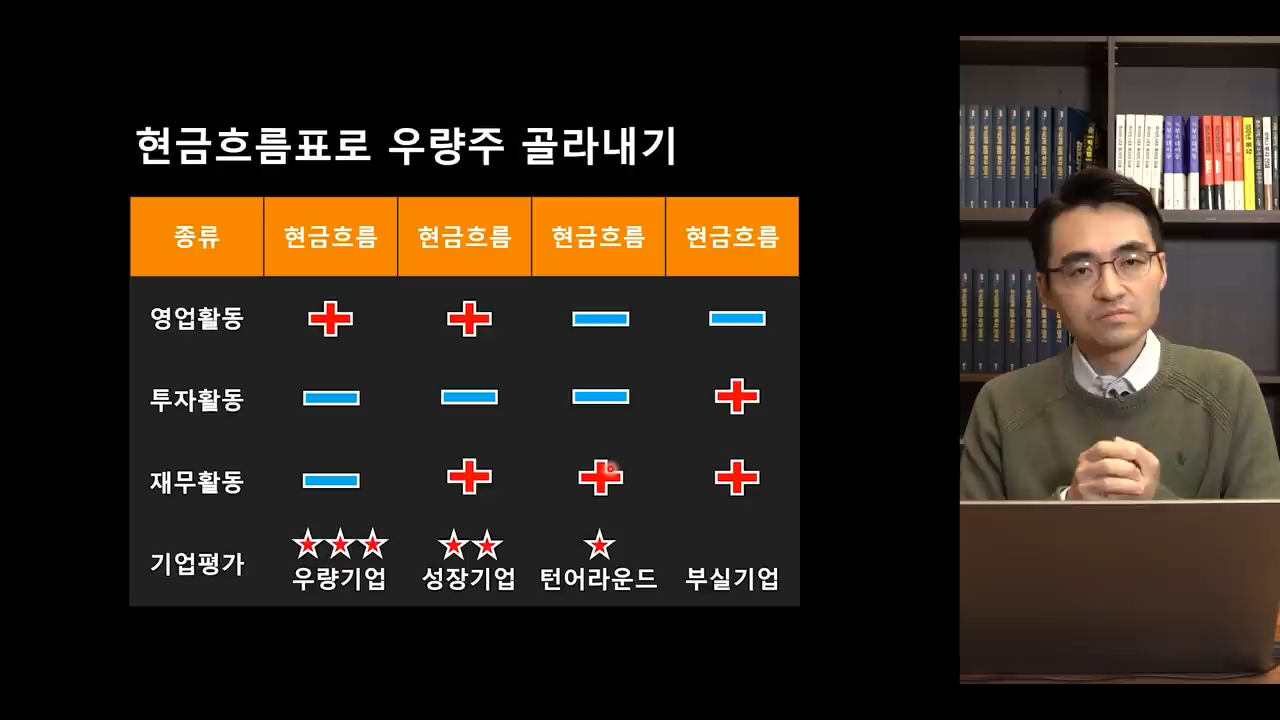 현금흐름표로 우량주 골라내기
종류 현금흐름 현금흐름 현금흐름 현금흐름
영업활동
투자활동
재무활동
기업평가 우량기업 성장기업 턴어라운드 부실기업